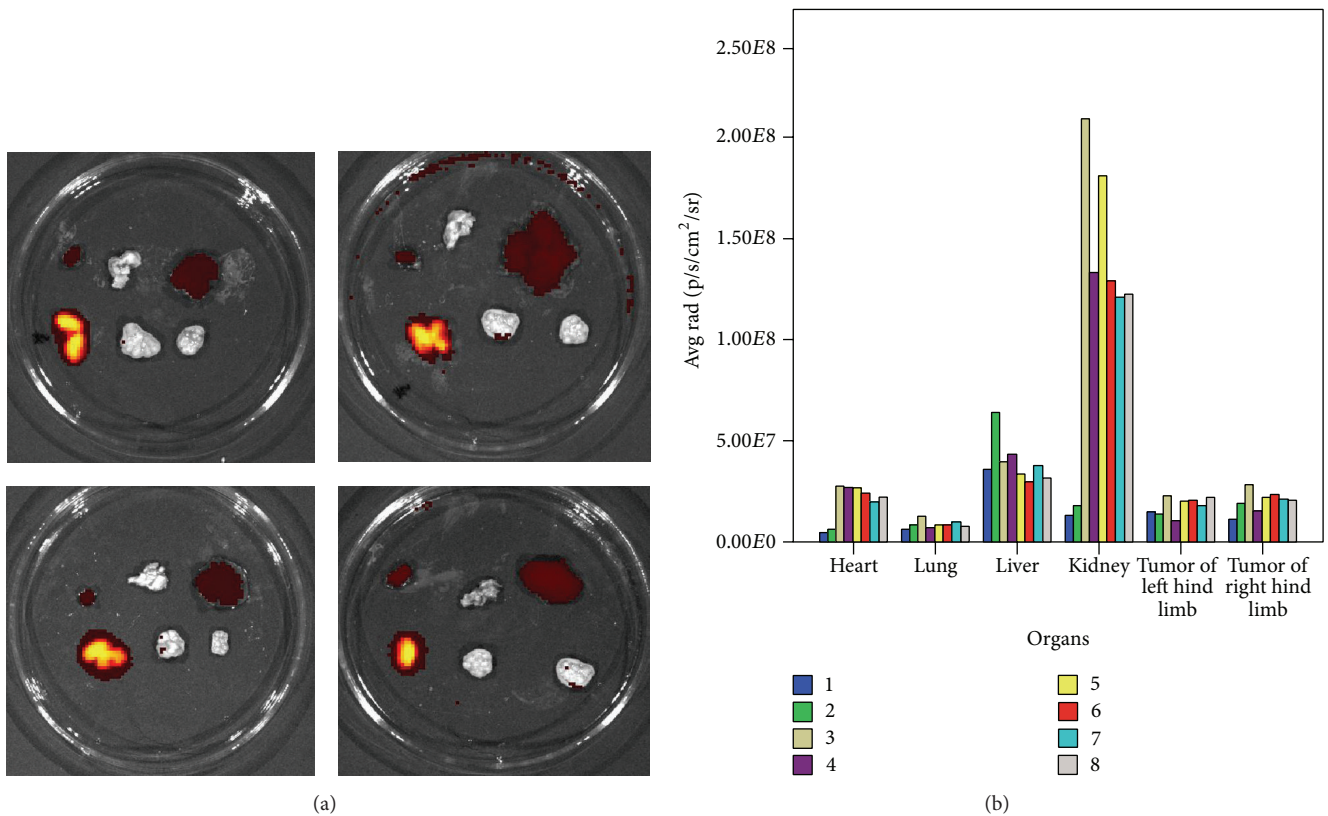 2.50E8
2.00E8
1.50E8
1.00E8
5.00E7
0.00E0
Avg rad (p/s/cm²/sr)
Heart
Lung
Liver
Kidney
Tumor of
left hind
limb
Tumor of
right hind
limb
Organs
1
2
3
4
5
6
7
8
(a)
(b)